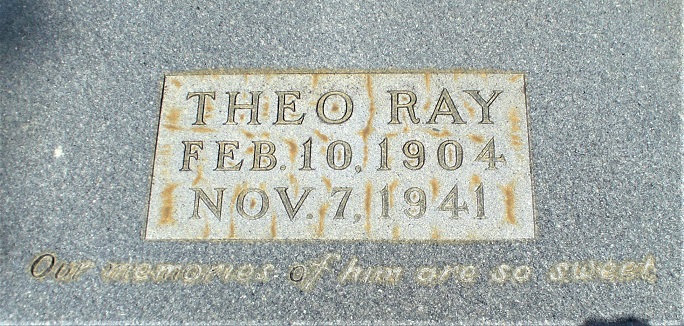 THEO RAY
FEB. 10, 1904
NOV. 7, 1941
Our memories of him are so sweet